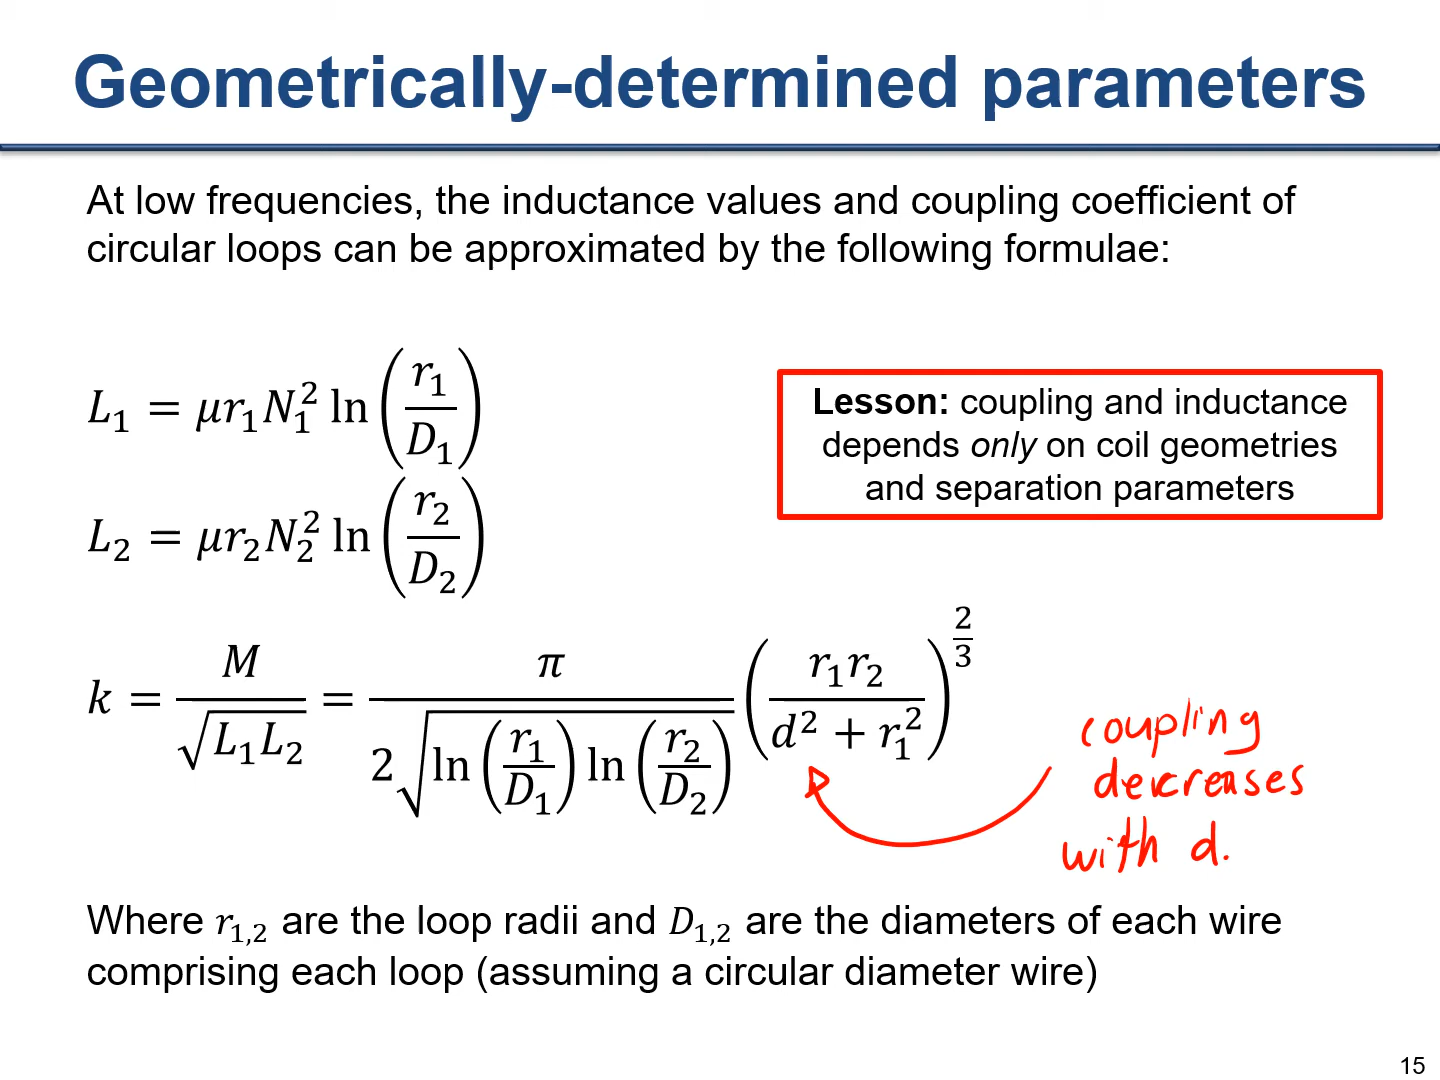 Geometrically-determined parameters
At low frequencies, the inductance values and coupling coefficient of
circular loops can be approximated by the following formulae:
L₁ = μr₁N₁² ln(r₁/D₁)
Lesson: coupling and inductance
depends only on coil geometries
and separation parameters
L₂ = μr₂N₂² ln(r₂/D₂)
k = M/√(L₁L₂) = π/(2√(ln(r₁/D₁) ln(r₂/D₂))) (r₁r₂/(d² + r₁²))^(2/3)
coupling
decreases
with d.
Where r₁,₂ are the loop radii and D₁,₂ are the diameters of each wire
comprising each loop (assuming a circular diameter wire)
15